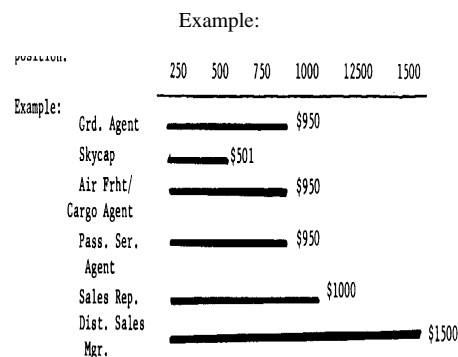 Example:
position.
250 500 750 1000 12500 1500
Example:
Grd. Agent $950
Skycap $501
Air Frht/ $950
Cargo Agent
Pass. Ser. $950
Agent
Sales Rep. $1000
Dist. Sales $1500
Mgr.